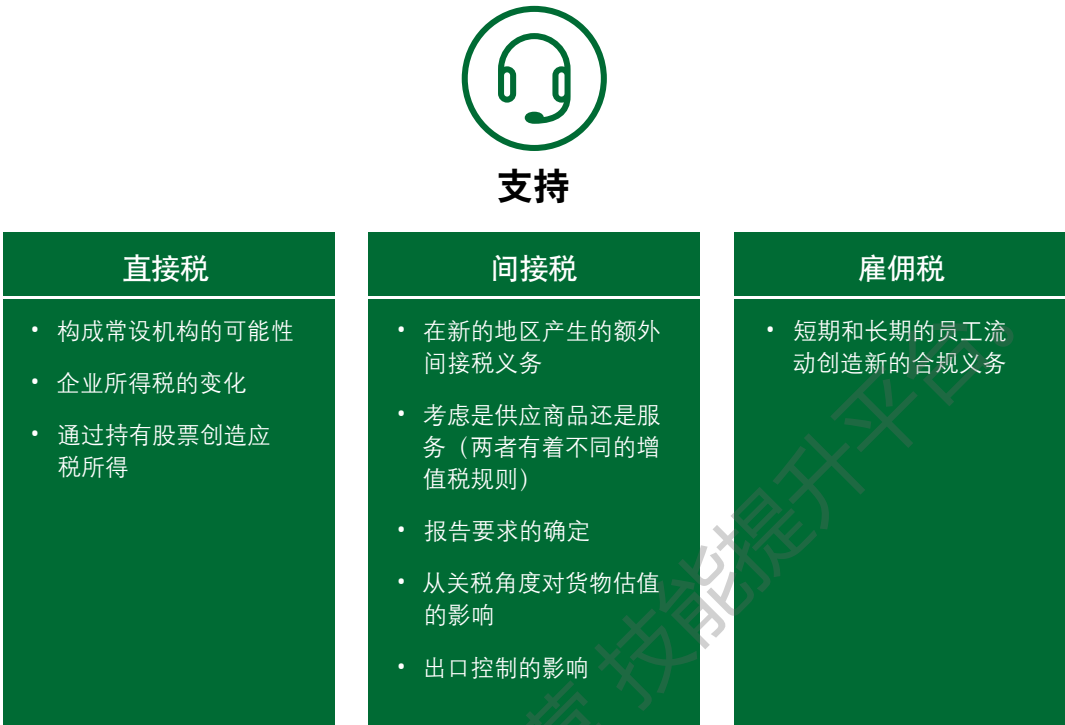 支持
直接税
• 构成常设机构的可能性
• 企业所得税的变化
• 通过持有股票创造应
税所得
间接税
• 在新的地区产生的额外
间接税义务
• 考虑是供应商品还是服
务（两者有着不同的增
值税规则）
• 报告要求的确定
• 从关税角度对货物估值
的影响
• 出口控制的影响
雇佣税
• 短期和长期的员工流
动创造新的合规义务
技能提升平台。